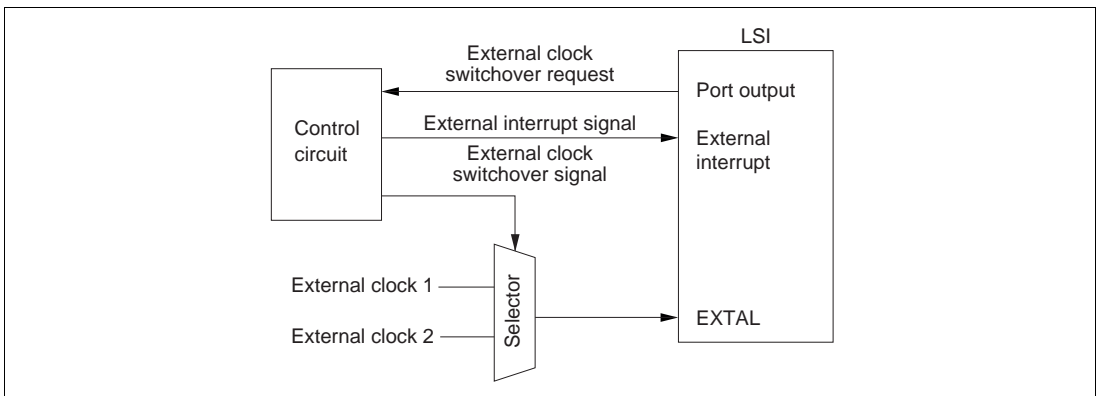 LSI
External clock
switchover request
Port output
Control
circuit
External interrupt signal
External
interrupt
External clock
switchover signal
External clock 1
External clock 2
Selector
EXTAL